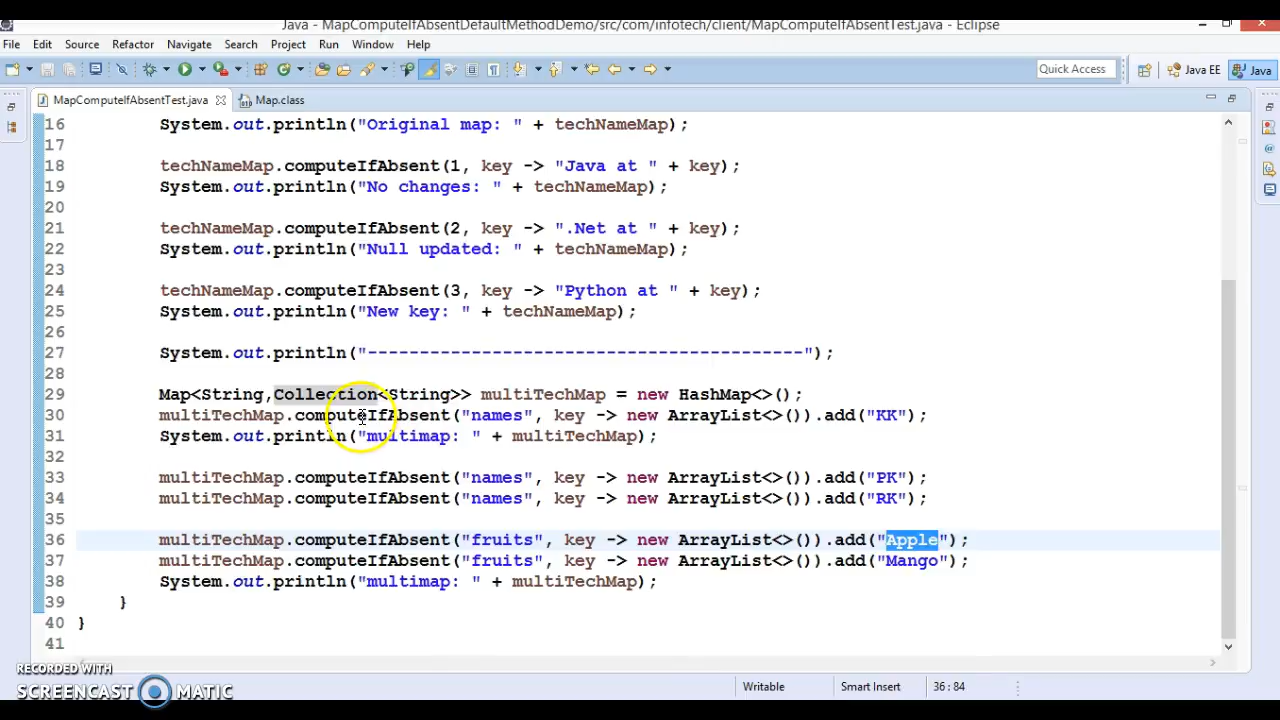 Java - MapComputeIfAbsentDefaultMethodDemo/src/com/infotech/client/MapComputeIfAbsentTest.java - Eclipse
File Edit Source Refactor Navigate Search Project Run Window Help
Quick Access Java EE Java
MapComputeIfAbsentTest.java Map.class
16 System.out.println("Original map: " + techNameMap);
17
18 techNameMap.computeIfAbsent(1, key -> "Java at " + key);
19 System.out.println("No changes: " + techNameMap);
20
21 techNameMap.computeIfAbsent(2, key -> ".Net at " + key);
22 System.out.println("Null updated: " + techNameMap);
23
24 techNameMap.computeIfAbsent(3, key -> "Python at " + key);
25 System.out.println("New key: " + techNameMap);
26
27 System.out.println("------------------------------------------");
28
29 Map<String,Collection<String>> multiTechMap = new HashMap<>();
30 multiTechMap.computeIfAbsent("names", key -> new ArrayList<>()).add("KK");
31 System.out.println("multimap: " + multiTechMap);
32
33 multiTechMap.computeIfAbsent("names", key -> new ArrayList<>()).add("PK");
34 multiTechMap.computeIfAbsent("names", key -> new ArrayList<>()).add("RK");
35
36 multiTechMap.computeIfAbsent("fruits", key -> new ArrayList<>()).add("Apple");
37 multiTechMap.computeIfAbsent("fruits", key -> new ArrayList<>()).add("Mango");
38 System.out.println("multimap: " + multiTechMap);
39 }
40 }
41
RECORDED WITH
SCREENCAST MATIC
Writable Smart Insert 36 : 84